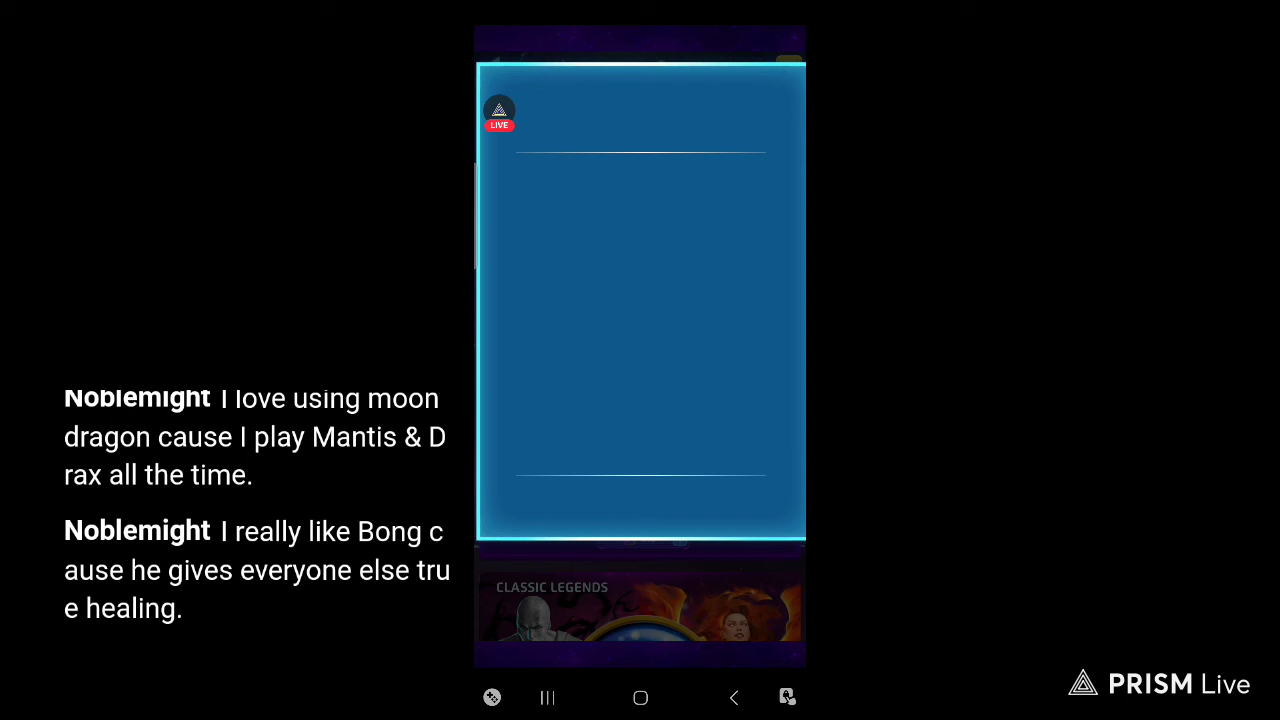 LIVE
Noblemight I love using moon
dragon cause I play Mantis & D
rax all the time.
Noblemight I really like Bong c
ause he gives everyone else tru
e healing.
CLASSIC LEGENDS
PRISM Live